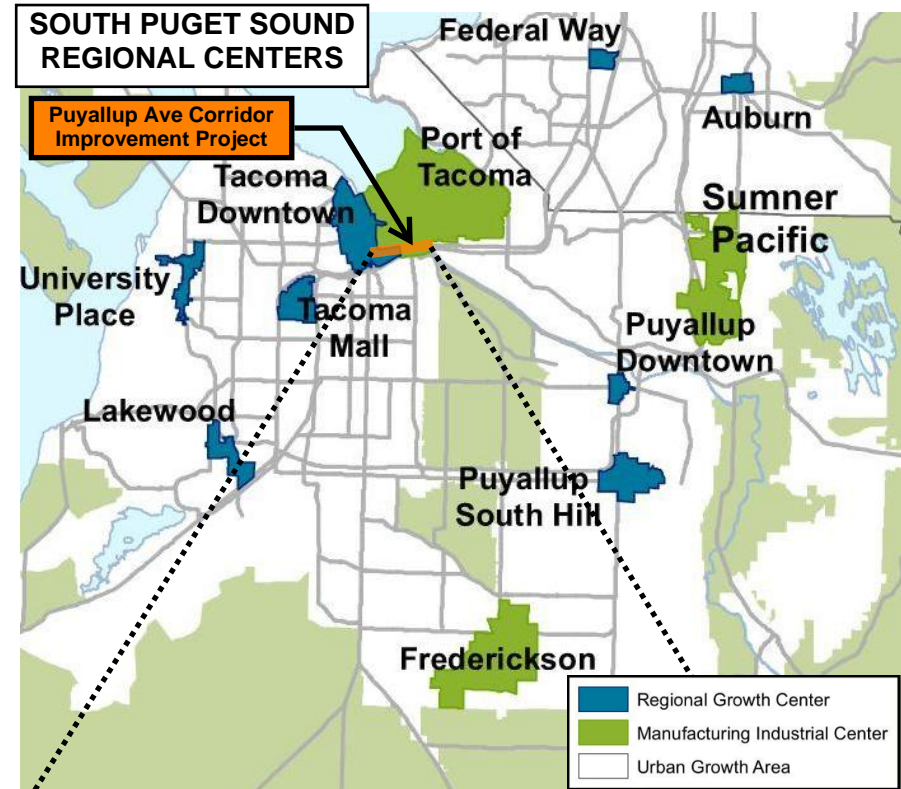 SOUTH PUGET SOUND
REGIONAL CENTERS
Puyallup Ave Corridor
Improvement Project
Federal Way
Auburn
Port of
Tacoma
Tacoma
Downtown
Sumner
Pacific
University
Place
Tacoma
Mall
Puyallup
Downtown
Lakewood
Puyallup
South Hill
Frederickson
Regional Growth Center
Manufacturing Industrial Center
Urban Growth Area